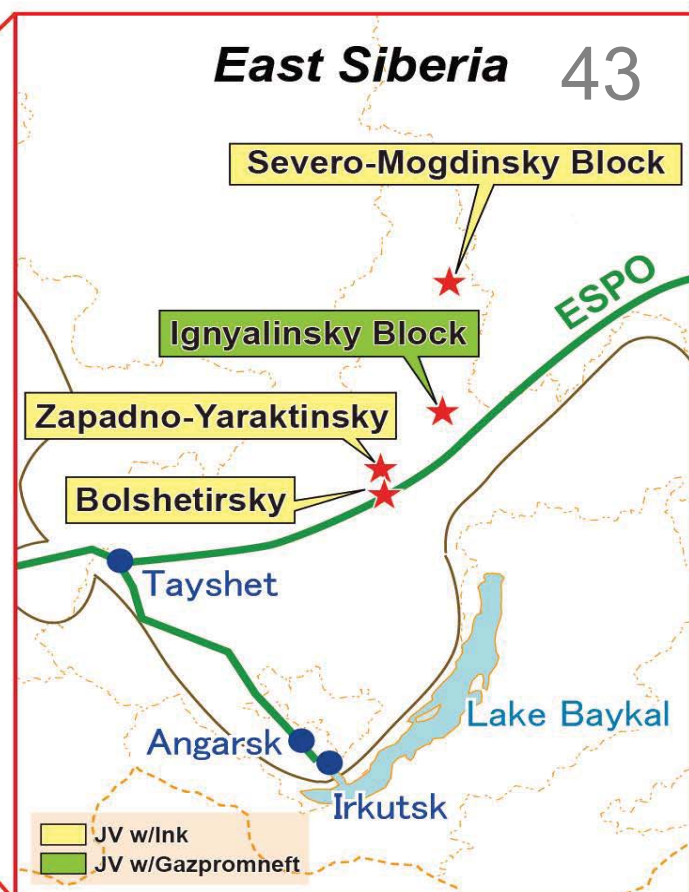 East Siberia 43
Severo-Mogdinsky Block
ESPO
Ignyalinsky Block
Zapadno-Yaraktinsky
Bolshetirsky
Tayshet
Lake Baykal
Angarsk
Irkutsk
JV w/Ink
JV w/Gazpromneft